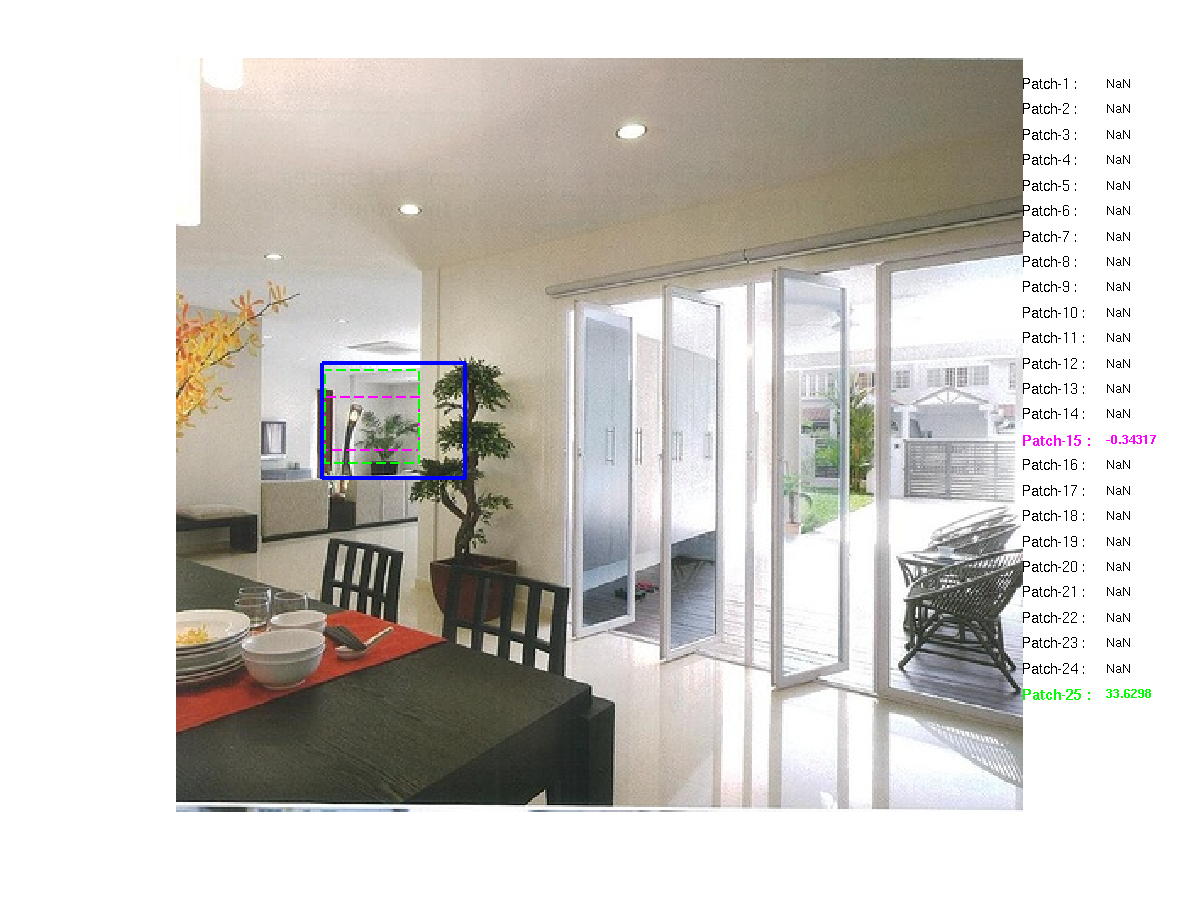 Patch-1 : NaN
Patch-2 : NaN
Patch-3 : NaN
Patch-4 : NaN
Patch-5 : NaN
Patch-6 : NaN
Patch-7 : NaN
Patch-8 : NaN
Patch-9 : NaN
Patch-10 : NaN
Patch-11 : NaN
Patch-12 : NaN
Patch-13 : NaN
Patch-14 : NaN
Patch-15 : -0.34317
Patch-16 : NaN
Patch-17 : NaN
Patch-18 : NaN
Patch-19 : NaN
Patch-20 : NaN
Patch-21 : NaN
Patch-22 : NaN
Patch-23 : NaN
Patch-24 : NaN
Patch-25 : 33.6298